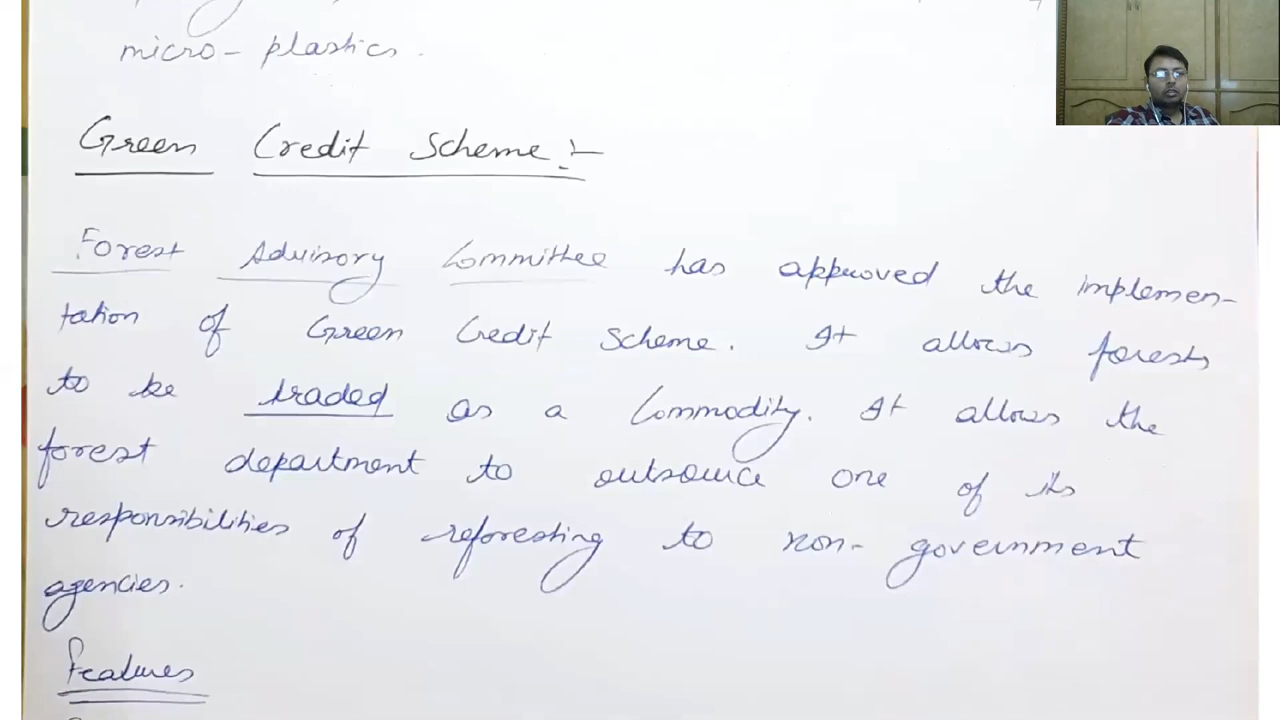 micro-plastics.
Green Credit Scheme :-
Forest Advisory Committee has approved the implemen-
tation of Green Credit Scheme. It allows forests
to be traded as a Commodity. It allows the
forest department to outsource one of its
responsibilities of reforesting to non-government
agencies.
Features